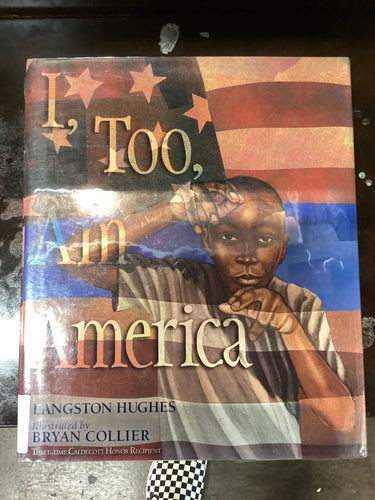 I, Too,
Am
America
LANGSTON HUGHES
Illustrated by
BRYAN COLLIER
THREE-TIME CALDECOTT HONOR RECIPIENT